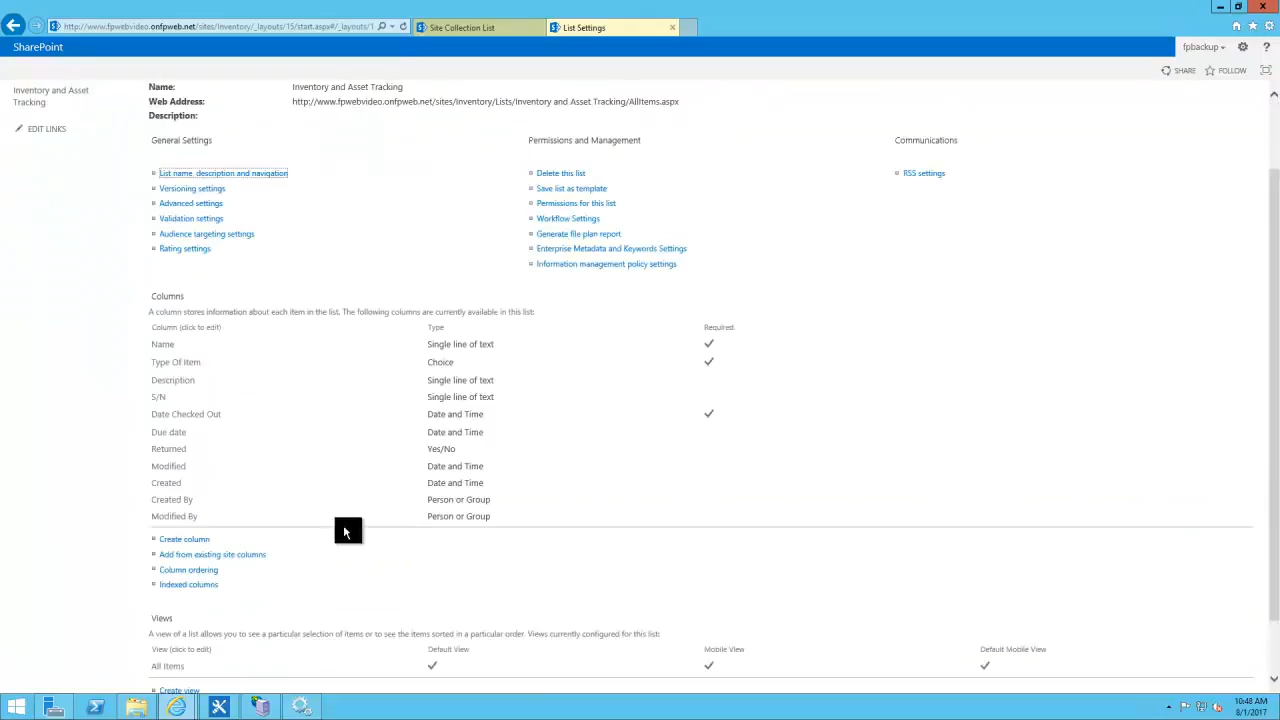 http://www.fpwebvideo.onfpweb.net/sites/Inventory/_layouts/15/start.aspx#/_layouts/1
Site Collection List
List Settings
SharePoint
fpbackup
SHARE
FOLLOW
Inventory and Asset Tracking
EDIT LINKS
Name: Inventory and Asset Tracking
Web Address: http://www.fpwebvideo.onfpweb.net/sites/Inventory/Lists/Inventory and Asset Tracking/AllItems.aspx
Description:
General Settings Permissions and Management Communications
List name, description and navigation Delete this list RSS settings
Versioning settings Save list as template
Advanced settings Permissions for this list
Validation settings Workflow Settings
Audience targeting settings Generate file plan report
Rating settings Enterprise Metadata and Keywords Settings
Information management policy settings
Columns
A column stores information about each item in the list. The following columns are currently available in this list:
Column (click to edit) Type Required
Name Single line of text
Type Of Item Choice
Description Single line of text
S/N Single line of text
Date Checked Out Date and Time
Due date Date and Time
Returned Yes/No
Modified Date and Time
Created Date and Time
Created By Person or Group
Modified By Person or Group
Create column
Add from existing site columns
Column ordering
Indexed columns
Views
A view of a list allows you to see a particular selection of items or to see the items sorted in a particular order. Views currently configured for this list:
View (click to edit) Default View Mobile View Default Mobile View
All Items
Create view
10:48 AM
8/1/2017